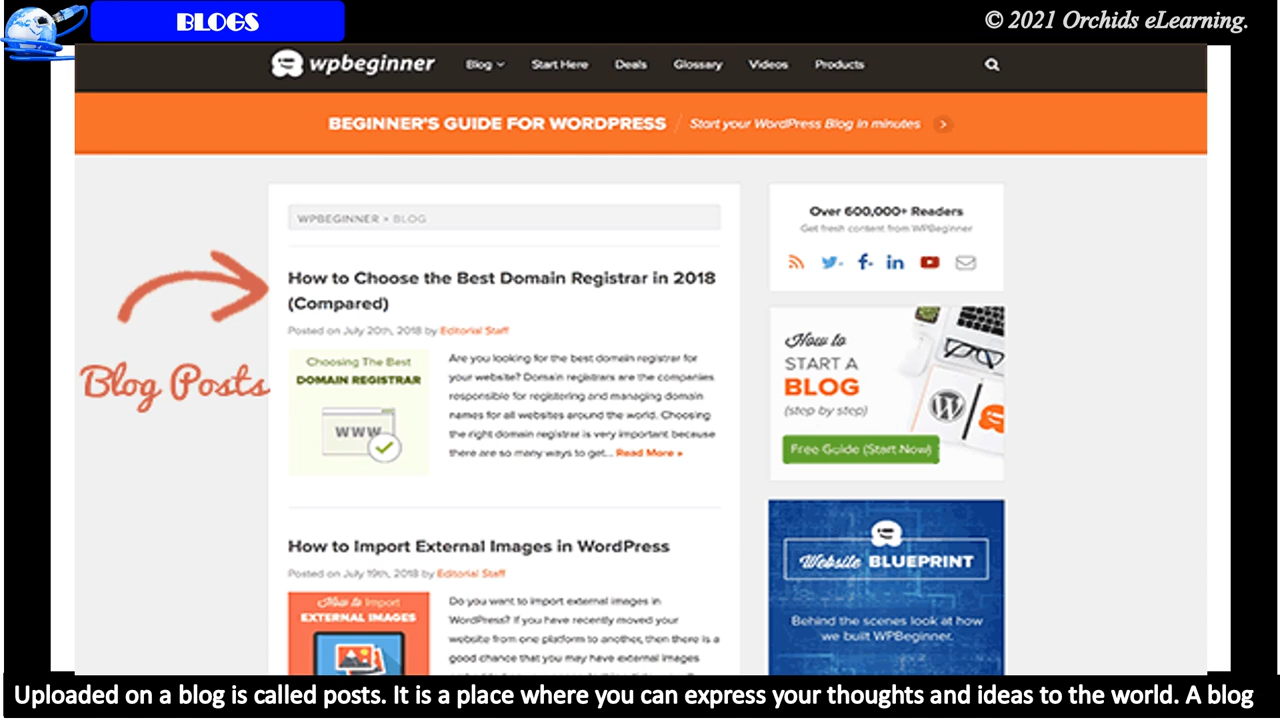 BLOGS
© 2021 Orchids eLearning.
wpbeginner Blog Start Here Deals Glossary Videos Products
BEGINNER'S GUIDE FOR WORDPRESS / Start your WordPress Blog in minutes >
WPBEGINNER » BLOG
How to Choose the Best Domain Registrar in 2018
(Compared)
Posted on July 20th, 2018 by Editorial Staff
Choosing The Best
DOMAIN REGISTRAR
WWW
Are you looking for the best domain registrar for
your website? Domain registrars are the companies
responsible for registering and managing domain
names for all websites around the world. Choosing
the right domain registrar is very important because
there are so many ways to get... Read More »
Blog Posts
How to Import External Images in WordPress
Posted on July 19th, 2018 by Editorial Staff
How to Import
EXTERNAL IMAGES
Do you want to import external images in
WordPress? If you have recently moved your
website from one platform to another, then there is a
good chance that you may have external images
Over 600,000+ Readers
Get fresh content from WPBeginner
How to
START A
BLOG
(step by step)
Free Guide (Start Now)
Website BLUEPRINT
Behind the scenes look at how
we built WPBeginner.
Uploaded on a blog is called posts. It is a place where you can express your thoughts and ideas to the world. A blog